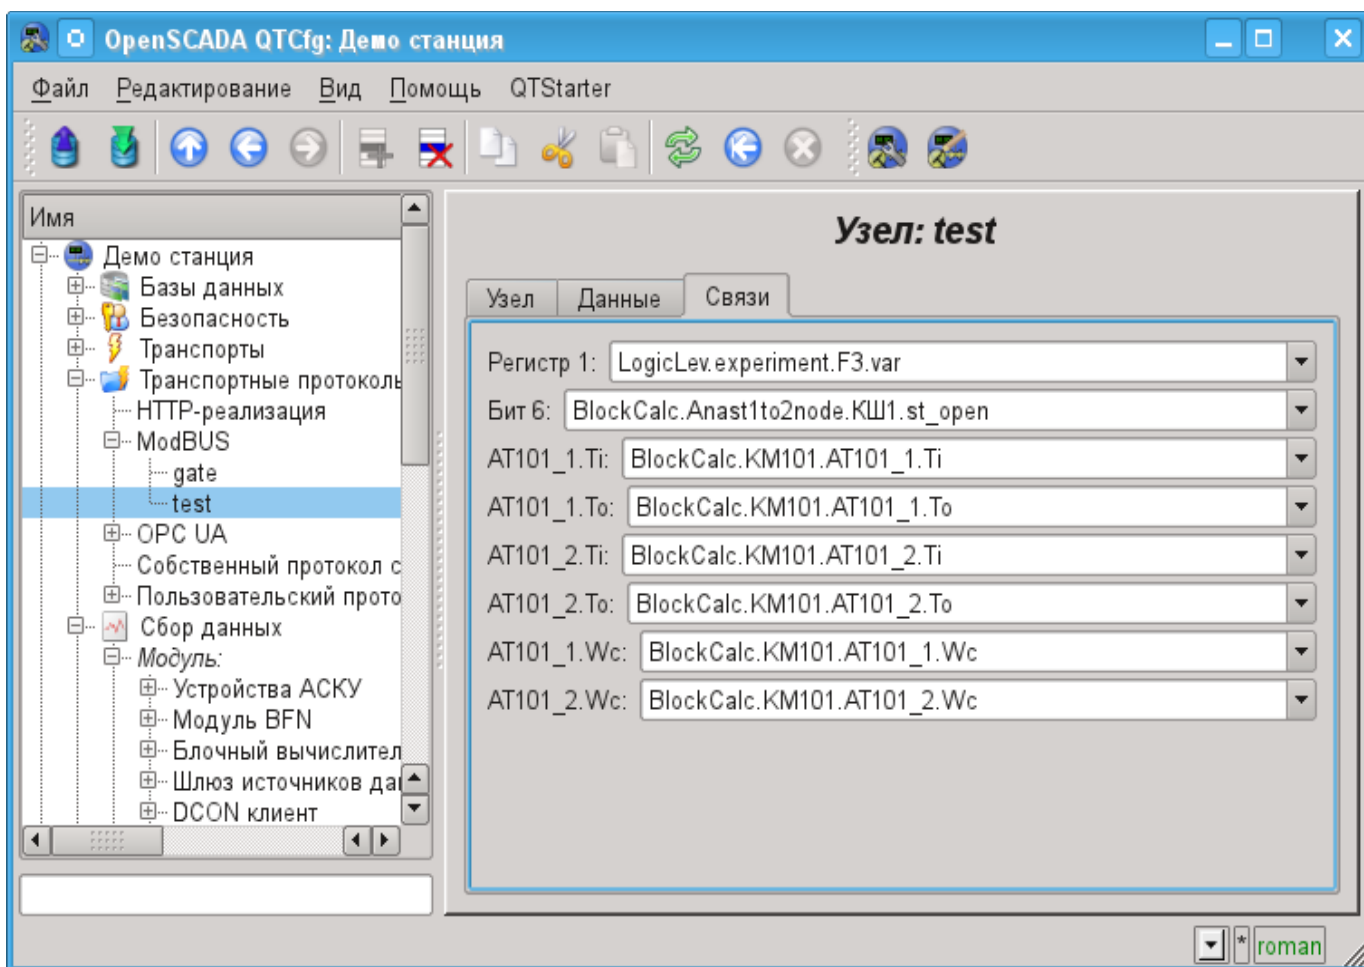 OpenSCADA QTCfg: Демо станция
Файл Редактирование Вид Помощь QTStarter
Имя
Демо станция
Базы данных
Безопасность
Транспорты
Транспортные протоколь
HTTP-реализация
ModBUS
gate
test
OPC UA
Собственный протокол с
Пользовательский прото
Сбор данных
Модуль:
Устройства АСКУ
Модуль BFN
Блочный вычислител
Шлюз источников дан
DCON клиент
Узел: test
Узел Данные Связи
Регистр 1: LogicLev.experiment.F3.var
Бит 6: BlockCalc.Anast1to2node.КШ1.st_open
AT101_1.Ti: BlockCalc.KM101.AT101_1.Ti
AT101_1.To: BlockCalc.KM101.AT101_1.To
AT101_2.Ti: BlockCalc.KM101.AT101_2.Ti
AT101_2.To: BlockCalc.KM101.AT101_2.To
AT101_1.Wc: BlockCalc.KM101.AT101_1.Wc
AT101_2.Wc: BlockCalc.KM101.AT101_2.Wc
* roman